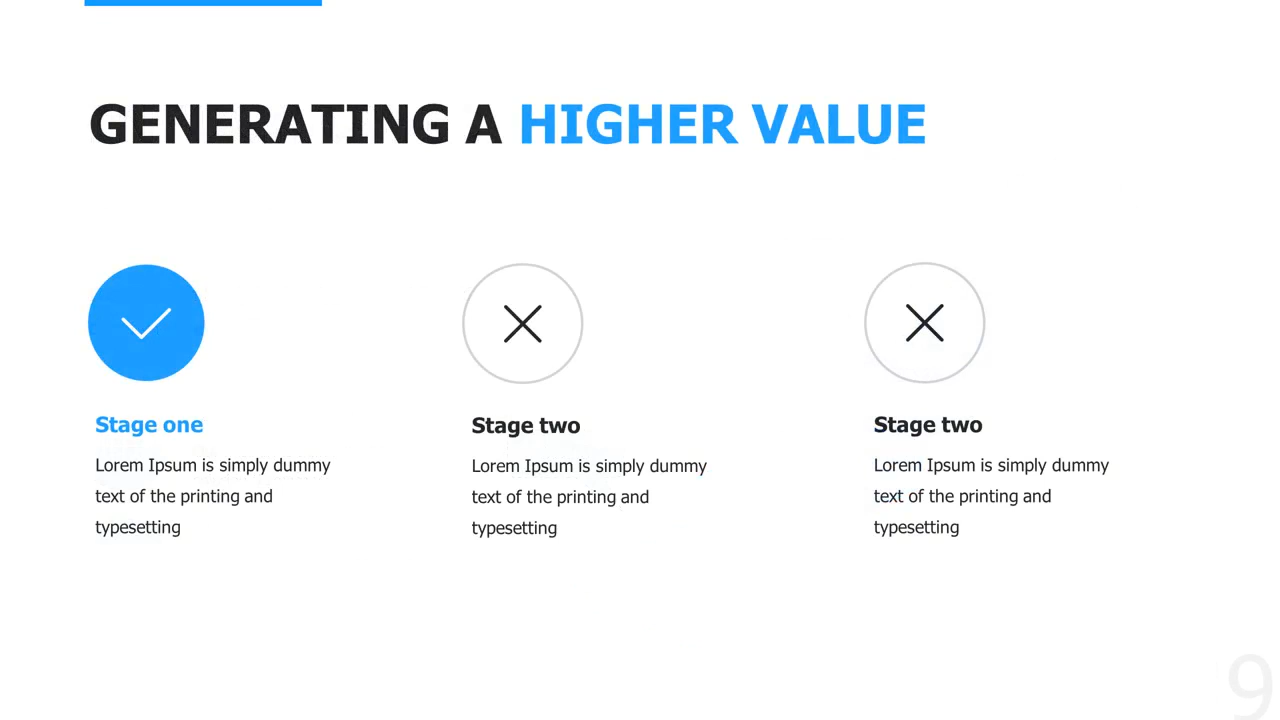 GENERATING A HIGHER VALUE
Stage one
Lorem Ipsum is simply dummy
text of the printing and
typesetting
Stage two
Lorem Ipsum is simply dummy
text of the printing and
typesetting
Stage two
Lorem Ipsum is simply dummy
text of the printing and
typesetting
9